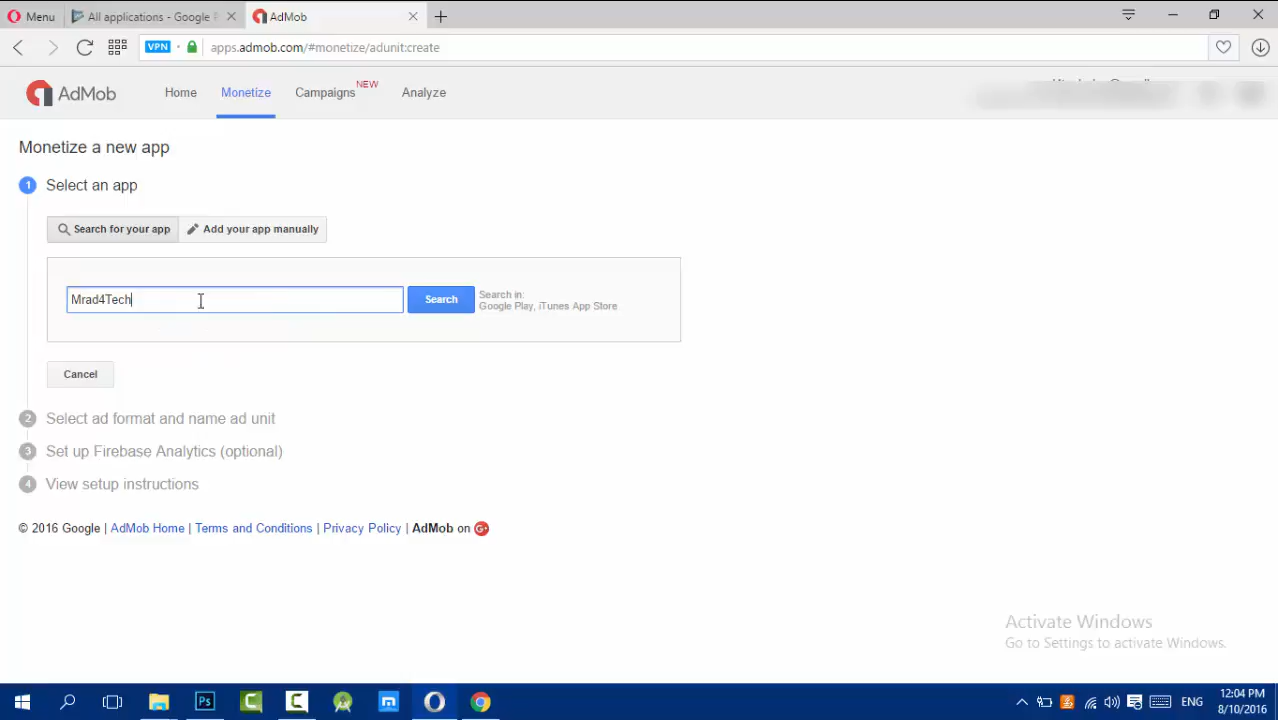 Menu
All applications - Google P
AdMob
VPN
apps.admob.com/#monetize/adunit:create
AdMob
Home
Monetize
Campaigns
NEW
Analyze
Monetize a new app
1
Select an app
Search for your app
Add your app manually
Mrad4Tech
Search
Search in:
Google Play, iTunes App Store
Cancel
2
Select ad format and name ad unit
3
Set up Firebase Analytics (optional)
4
View setup instructions
© 2016 Google | AdMob Home | Terms and Conditions | Privacy Policy | AdMob on G+
Activate Windows
Go to Settings to activate Windows.
Ps
ENG
12:04 PM
8/10/2016